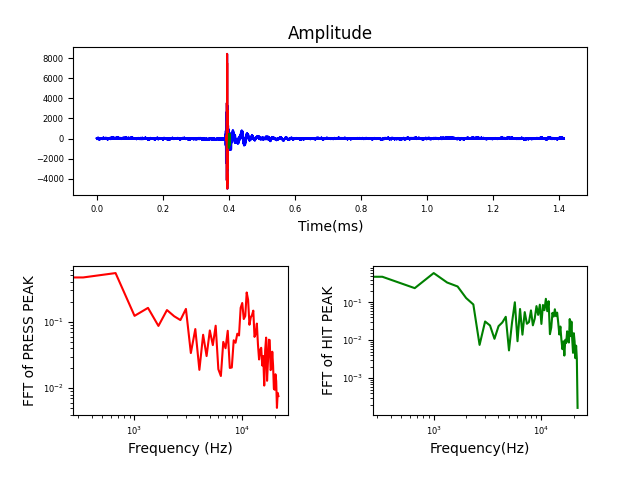 Amplitude
8000
6000
4000
2000
0
−2000
−4000
0.0 0.2 0.4 0.6 0.8 1.0 1.2 1.4
Time(ms)
FFT of PRESS PEAK
10⁻¹
10⁻²
10³ 10⁴
Frequency (Hz)
FFT of HIT PEAK
10⁻¹
10⁻²
10⁻³
10³ 10⁴
Frequency(Hz)